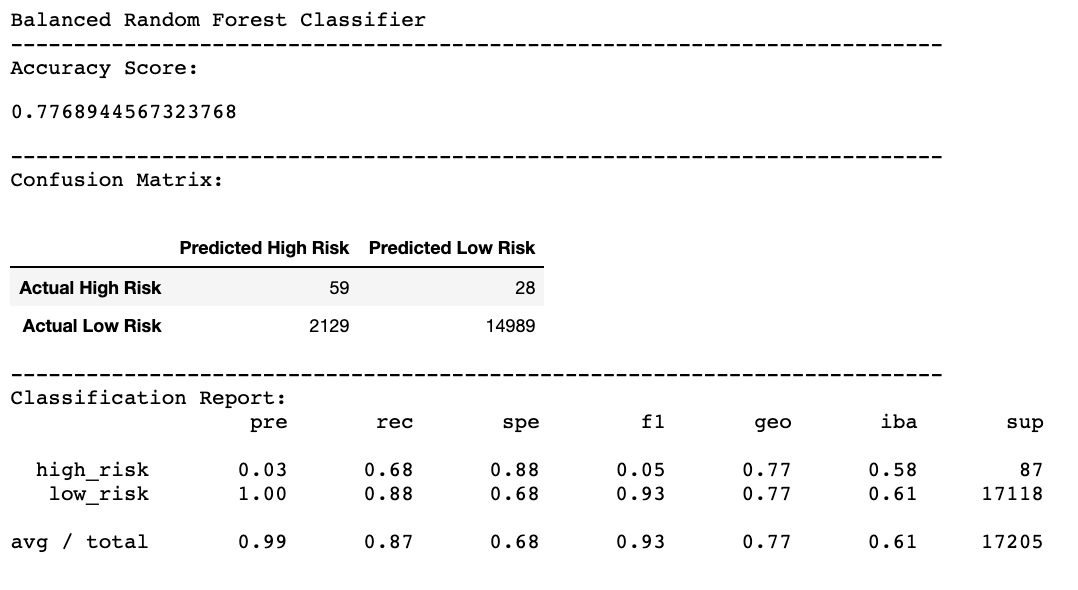 Balanced Random Forest Classifier
--------------------------------------------------------------------------
Accuracy Score:
0.7768944567323768
--------------------------------------------------------------------------
Confusion Matrix:
Predicted High Risk Predicted Low Risk
Actual High Risk 59 28
Actual Low Risk 2129 14989
--------------------------------------------------------------------------
Classification Report:
pre rec spe f1 geo iba sup
high_risk 0.03 0.68 0.88 0.05 0.77 0.58 87
low_risk 1.00 0.88 0.68 0.93 0.77 0.61 17118
avg / total 0.99 0.87 0.68 0.93 0.77 0.61 17205